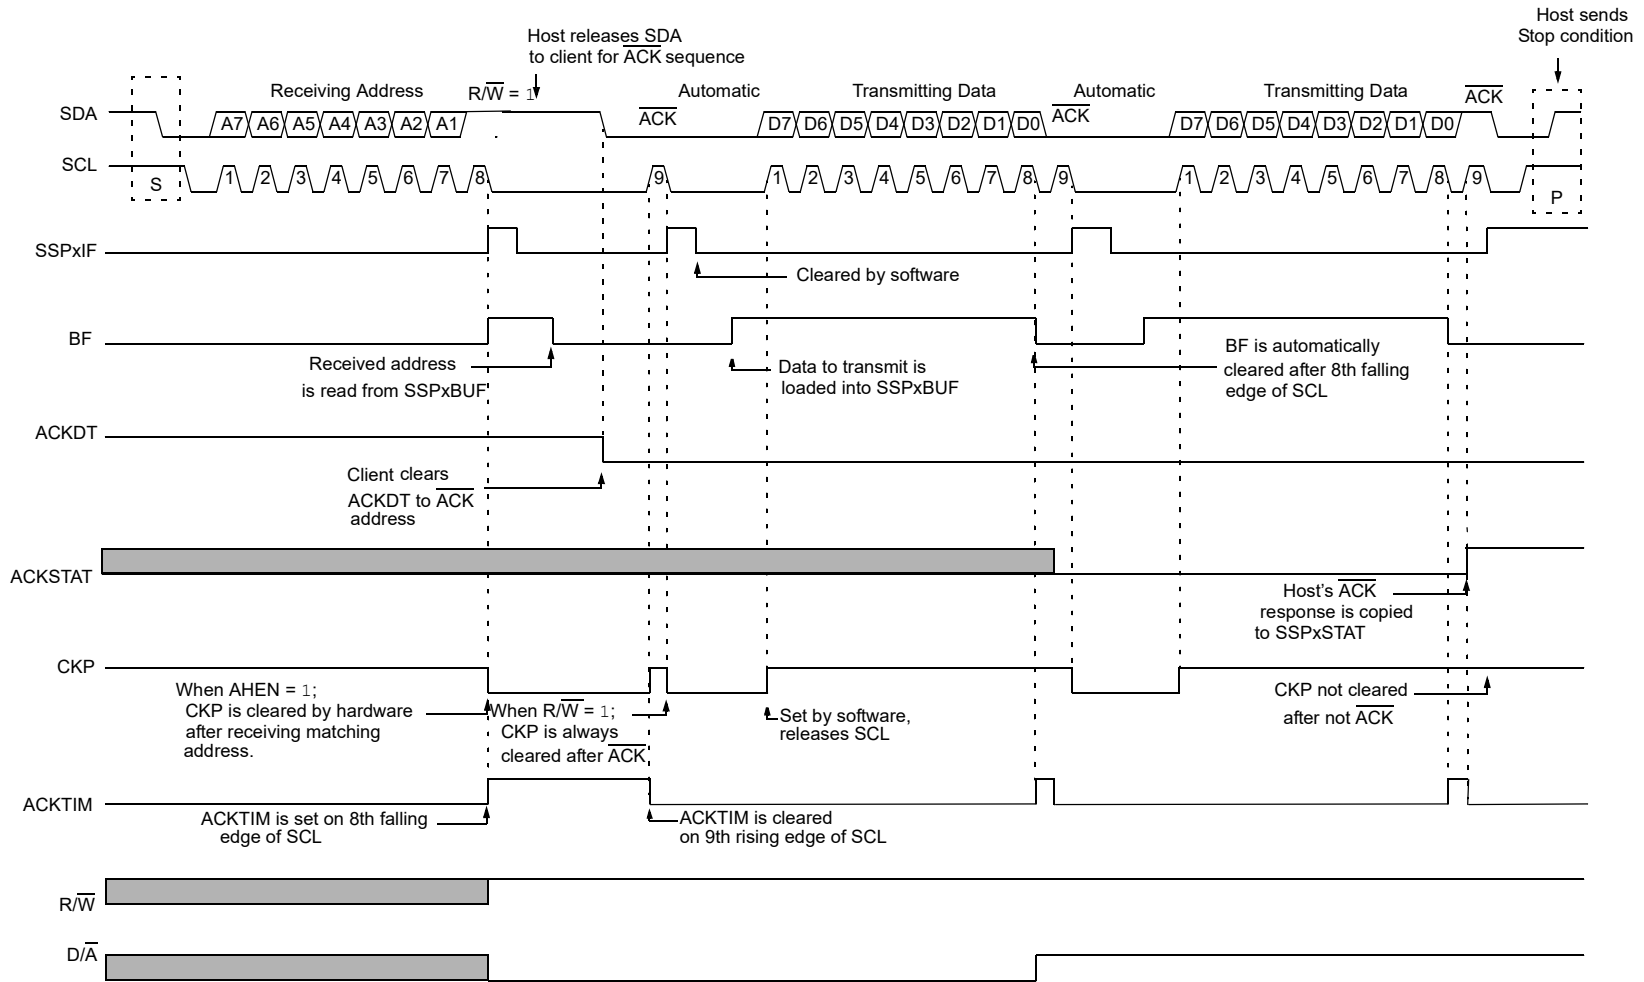 Host sends
Stop condition
Host releases SDA
to client for A̅C̅K̅ sequence
Receiving Address
R/W̅ = 1
Automatic
Transmitting Data
Automatic
Transmitting Data
A̅C̅K̅
SDA
A7 A6 A5 A4 A3 A2 A1
A̅C̅K̅
D7 D6 D5 D4 D3 D2 D1 D0
A̅C̅K̅
D7 D6 D5 D4 D3 D2 D1 D0
SCL
S
1 2 3 4 5 6 7 8 9
1 2 3 4 5 6 7 8 9
1 2 3 4 5 6 7 8 9
P
SSPxIF
Cleared by software
BF
Received address
is read from SSPxBUF
Data to transmit is
loaded into SSPxBUF
BF is automatically
cleared after 8th falling
edge of SCL
ACKDT
Client clears
ACKDT to A̅C̅K̅
address
ACKSTAT
Host's A̅C̅K̅
response is copied
to SSPxSTAT
CKP
When AHEN = 1;
CKP is cleared by hardware
after receiving matching
address.
When R/W̅ = 1;
CKP is always
cleared after A̅C̅K̅
Set by software,
releases SCL
CKP not cleared
after not A̅C̅K̅
ACKTIM
ACKTIM is set on 8th falling
edge of SCL
ACKTIM is cleared
on 9th rising edge of SCL
R/W̅
D/A̅